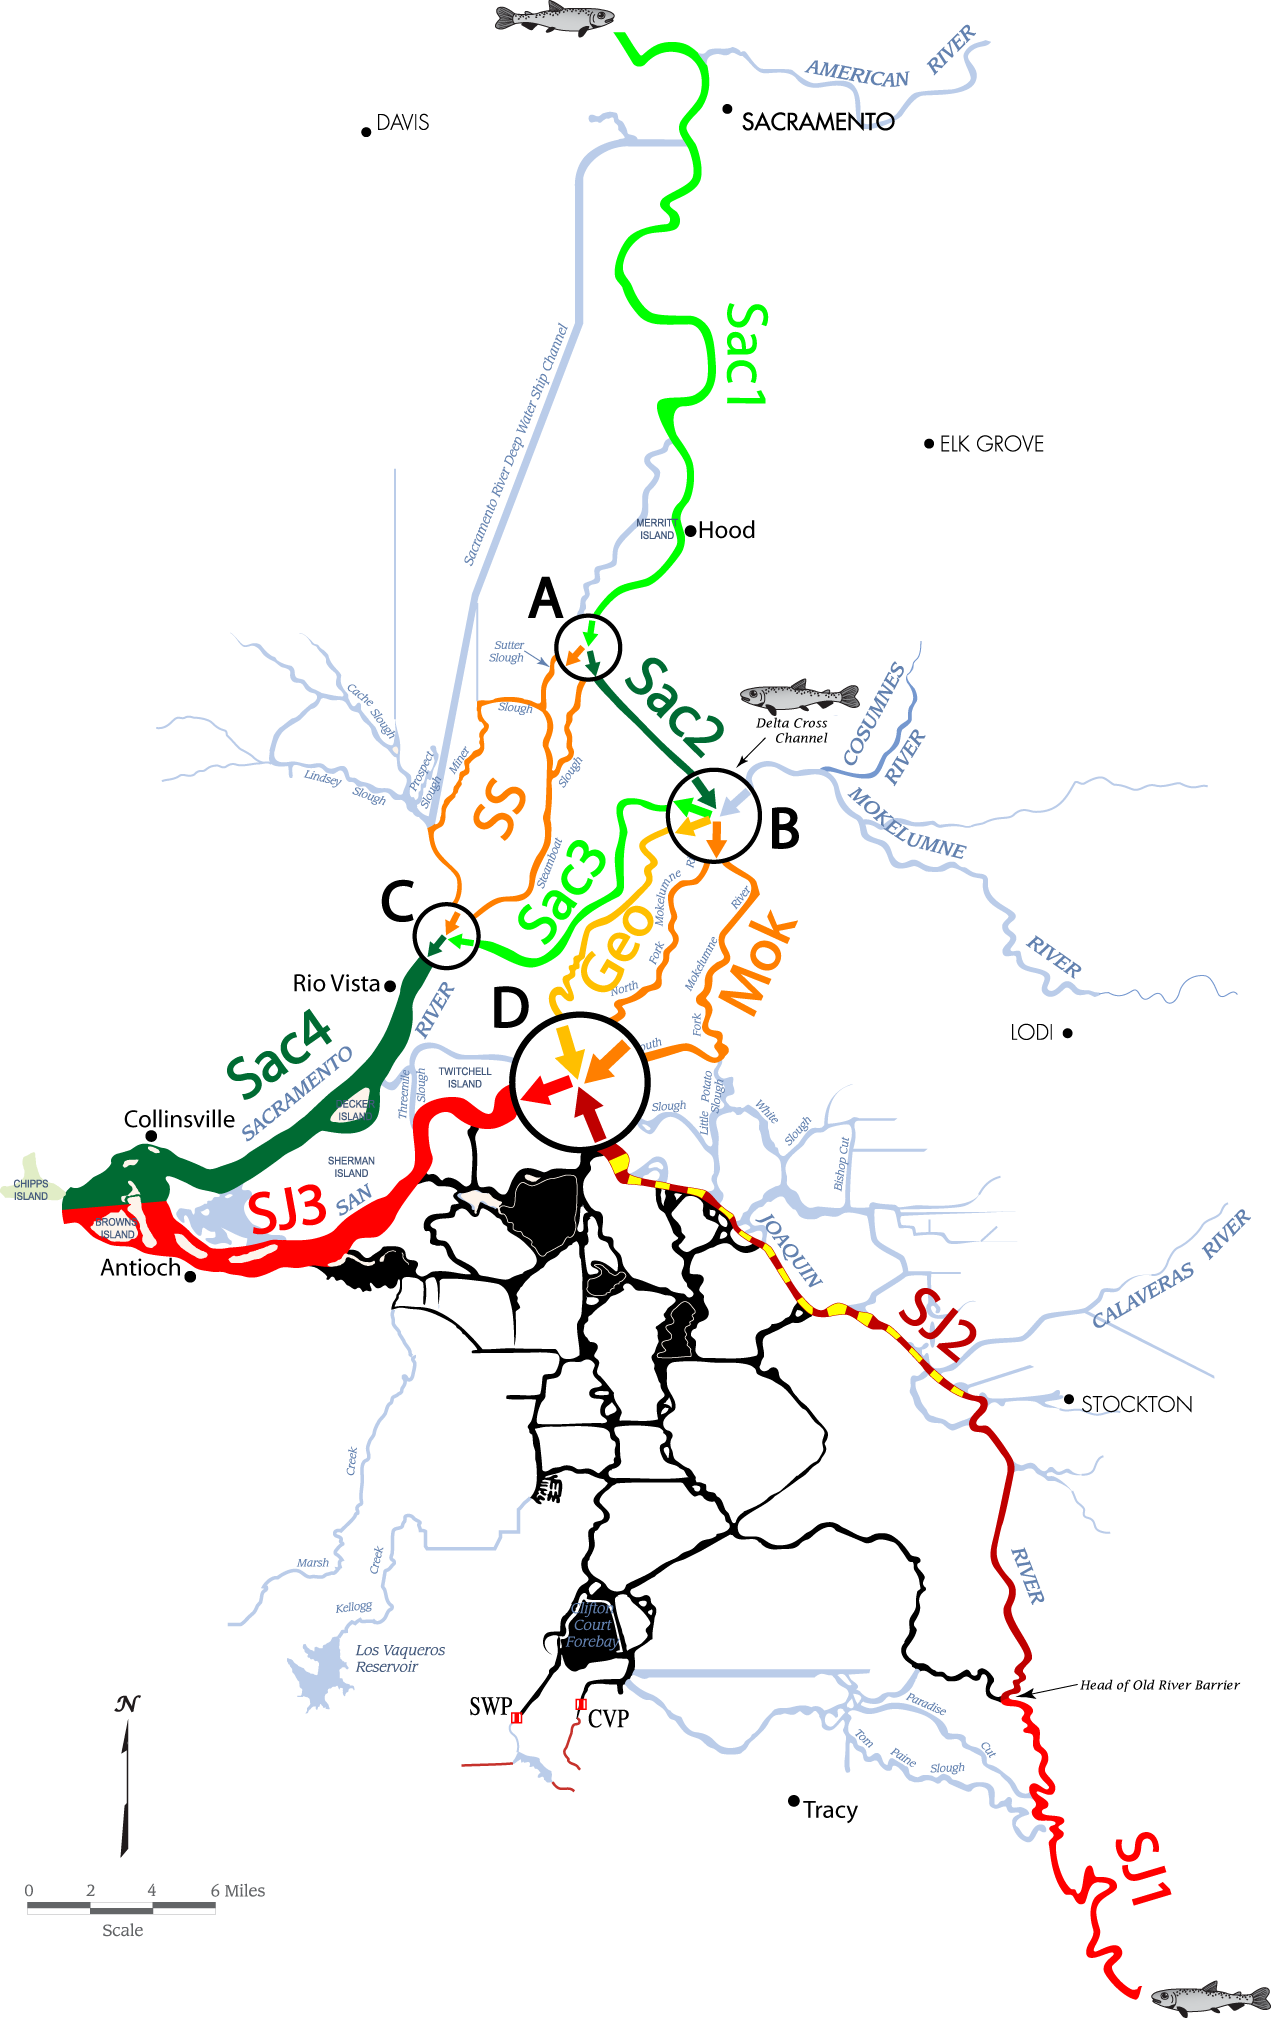 AMERICAN
RIVER
DAVIS
SACRAMENTO
Sac1
Sacramento River Deep Water Ship Channel
ELK GROVE
MERRITT
ISLAND
Hood
A
Sutter
Slough
Sac2
Delta Cross
Channel
COSUMNES
RIVER
Cache Slough
Slough
Miner
Prospect
Slough
Lindsey Slough
SS
Slough
Steamboat
B
MOKELUMNE
RIVER
Sac3
C
Geo
Mokelumne
Fork
North
River
Mokelumne
Fork
Mok
Rio Vista
RIVER
D
LODI
Sac4
SACRAMENTO
TWITCHELL
ISLAND
Threemile
Slough
DECKER
ISLAND
Slough
Little Potato
Slough
White
Slough
Bishop Cut
Collinsville
SHERMAN
ISLAND
CHIPPS
ISLAND
SJ3
SAN
BROWNS
ISLAND
Antioch
JOAQUIN
CALAVERAS RIVER
SJ2
STOCKTON
Creek
Marsh
Creek
Kellogg
RIVER
Clifton
Court
Forebay
Los Vaqueros
Reservoir
Head of Old River Barrier
N
SWP
CVP
Paradise
Cut
Tom Paine Slough
Tracy
SJ1
0 2 4 6 Miles
Scale